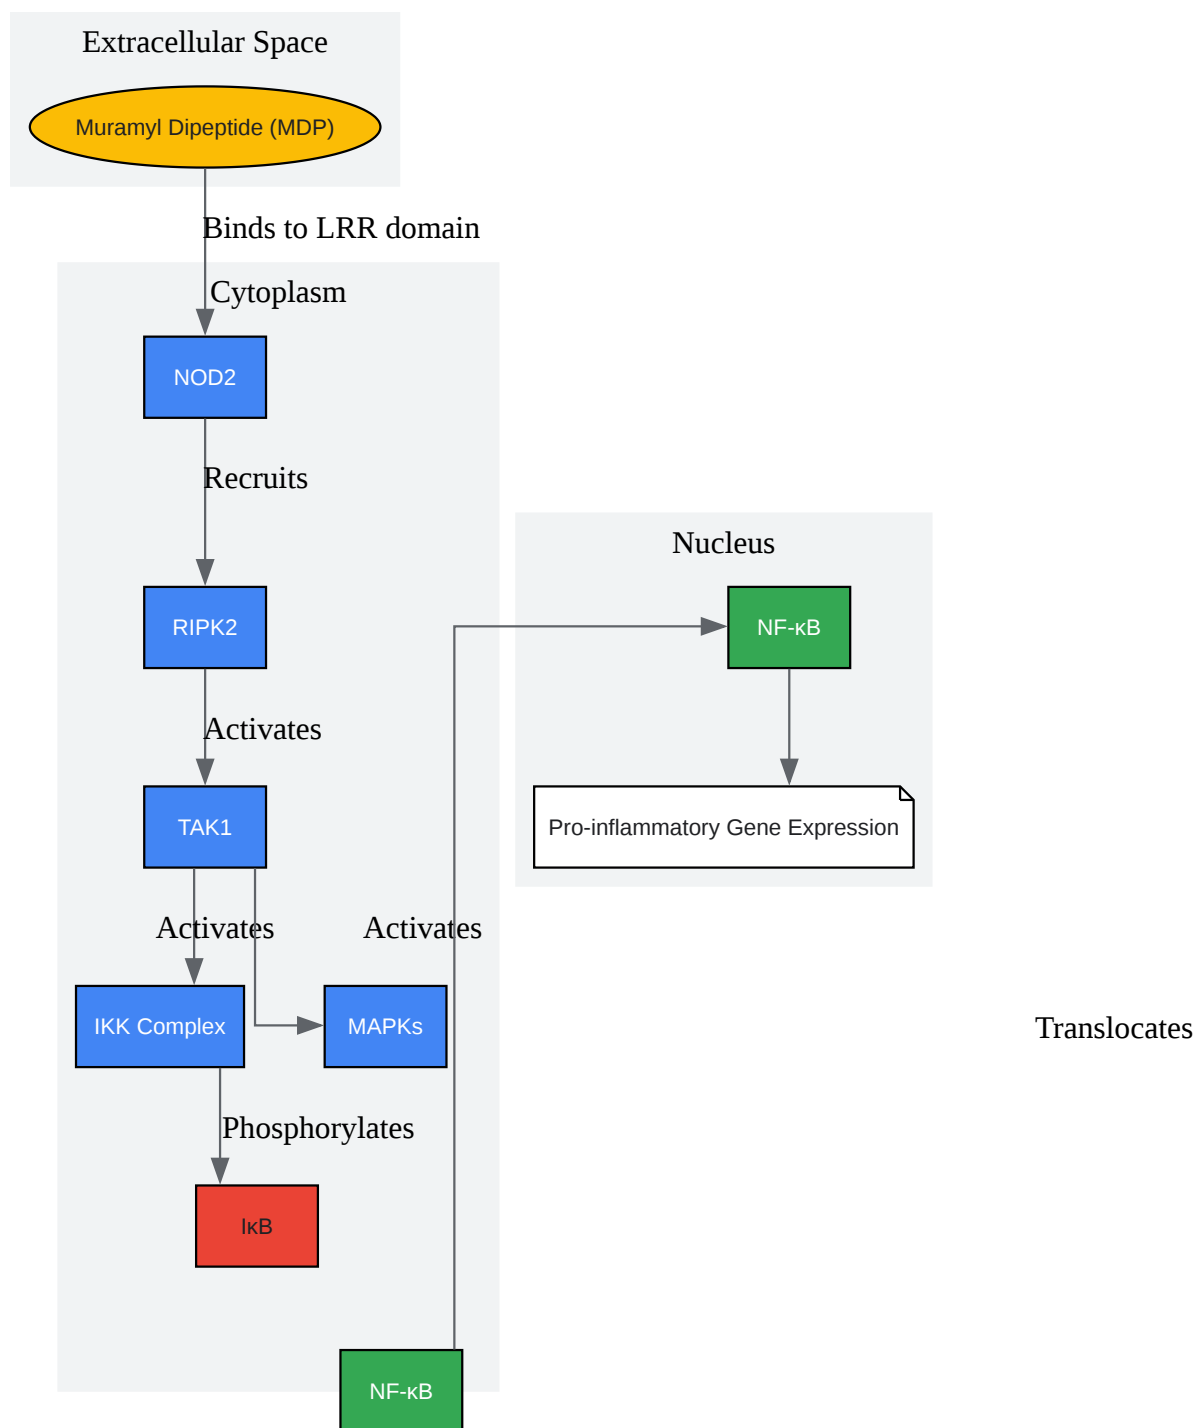 Extracellular Space
Muramyl Dipeptide (MDP)
Binds to LRR domain
Cytoplasm
NOD2
Recruits
Nucleus
RIPK2
NF-κB
Activates
TAK1
Pro-inflammatory Gene Expression
Activates
Activates
IKK Complex
MAPKs
Translocates
Phosphorylates
IκB
NF-κB